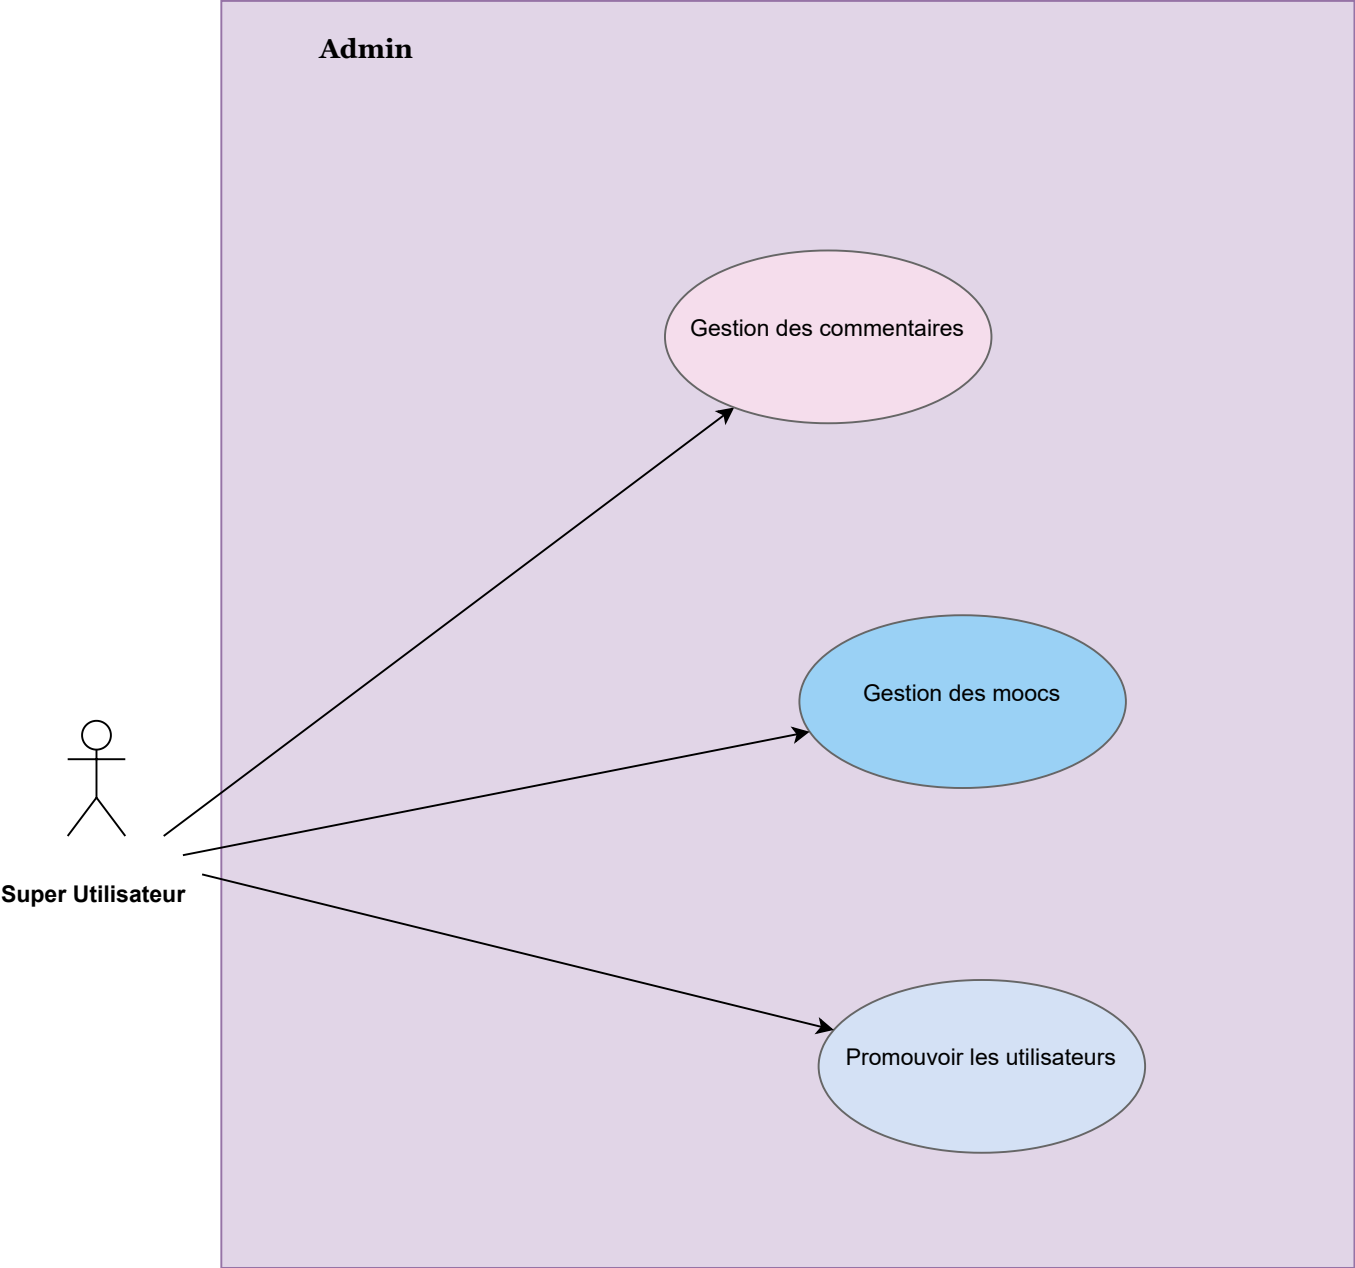 Admin
Gestion des commentaires
Gestion des moocs
Super Utilisateur
Promouvoir les utilisateurs